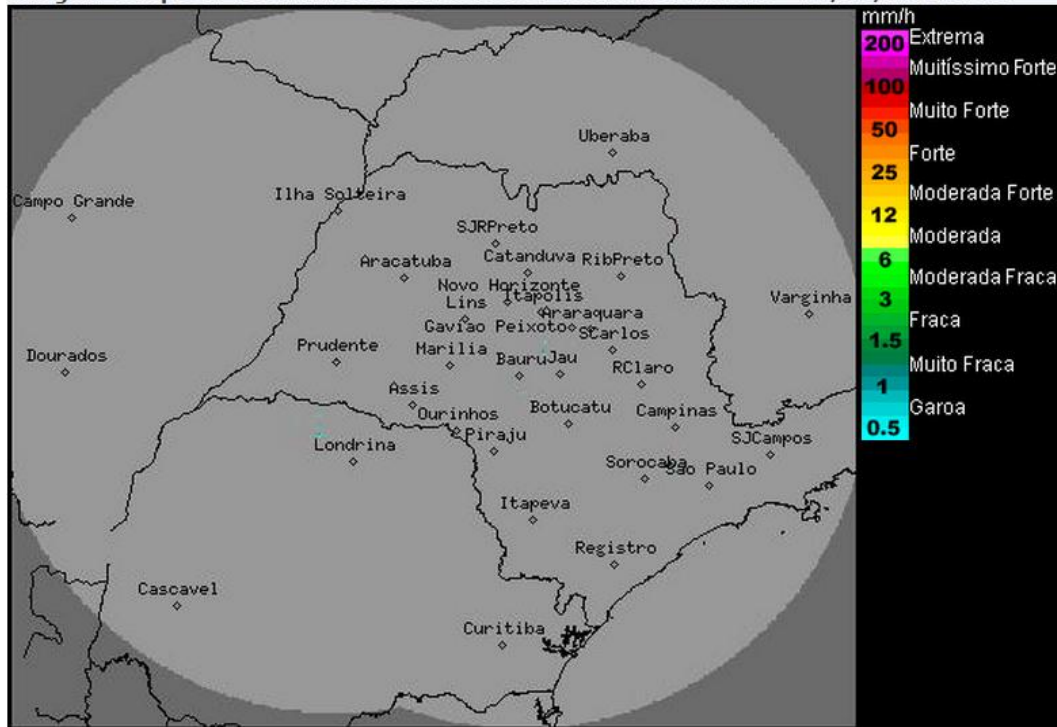 mm/h
200 Extrema
Muitíssimo Forte
100
Muito Forte
50
Forte
25
Moderada Forte
12
Moderada
6
Moderada Fraca
3
Fraca
1.5
Muito Fraca
1
Garoa
0.5
Uberaba
Campo Grande
Ilha Solteira
SJRPreto
Catanduva
RibPreto
Aracatuba
Novo Horizonte
Itapolis
Lins
Araraquara
Varginha
Gaviao Peixoto
SCarlos
Prudente
Marilia
Bauru
Jau
RClaro
Dourados
Assis
Ourinhos
Botucatu
Campinas
Piraju
SJCampos
Londrina
Sorocaba
Sao Paulo
Itapeva
Registro
Cascavel
Curitiba